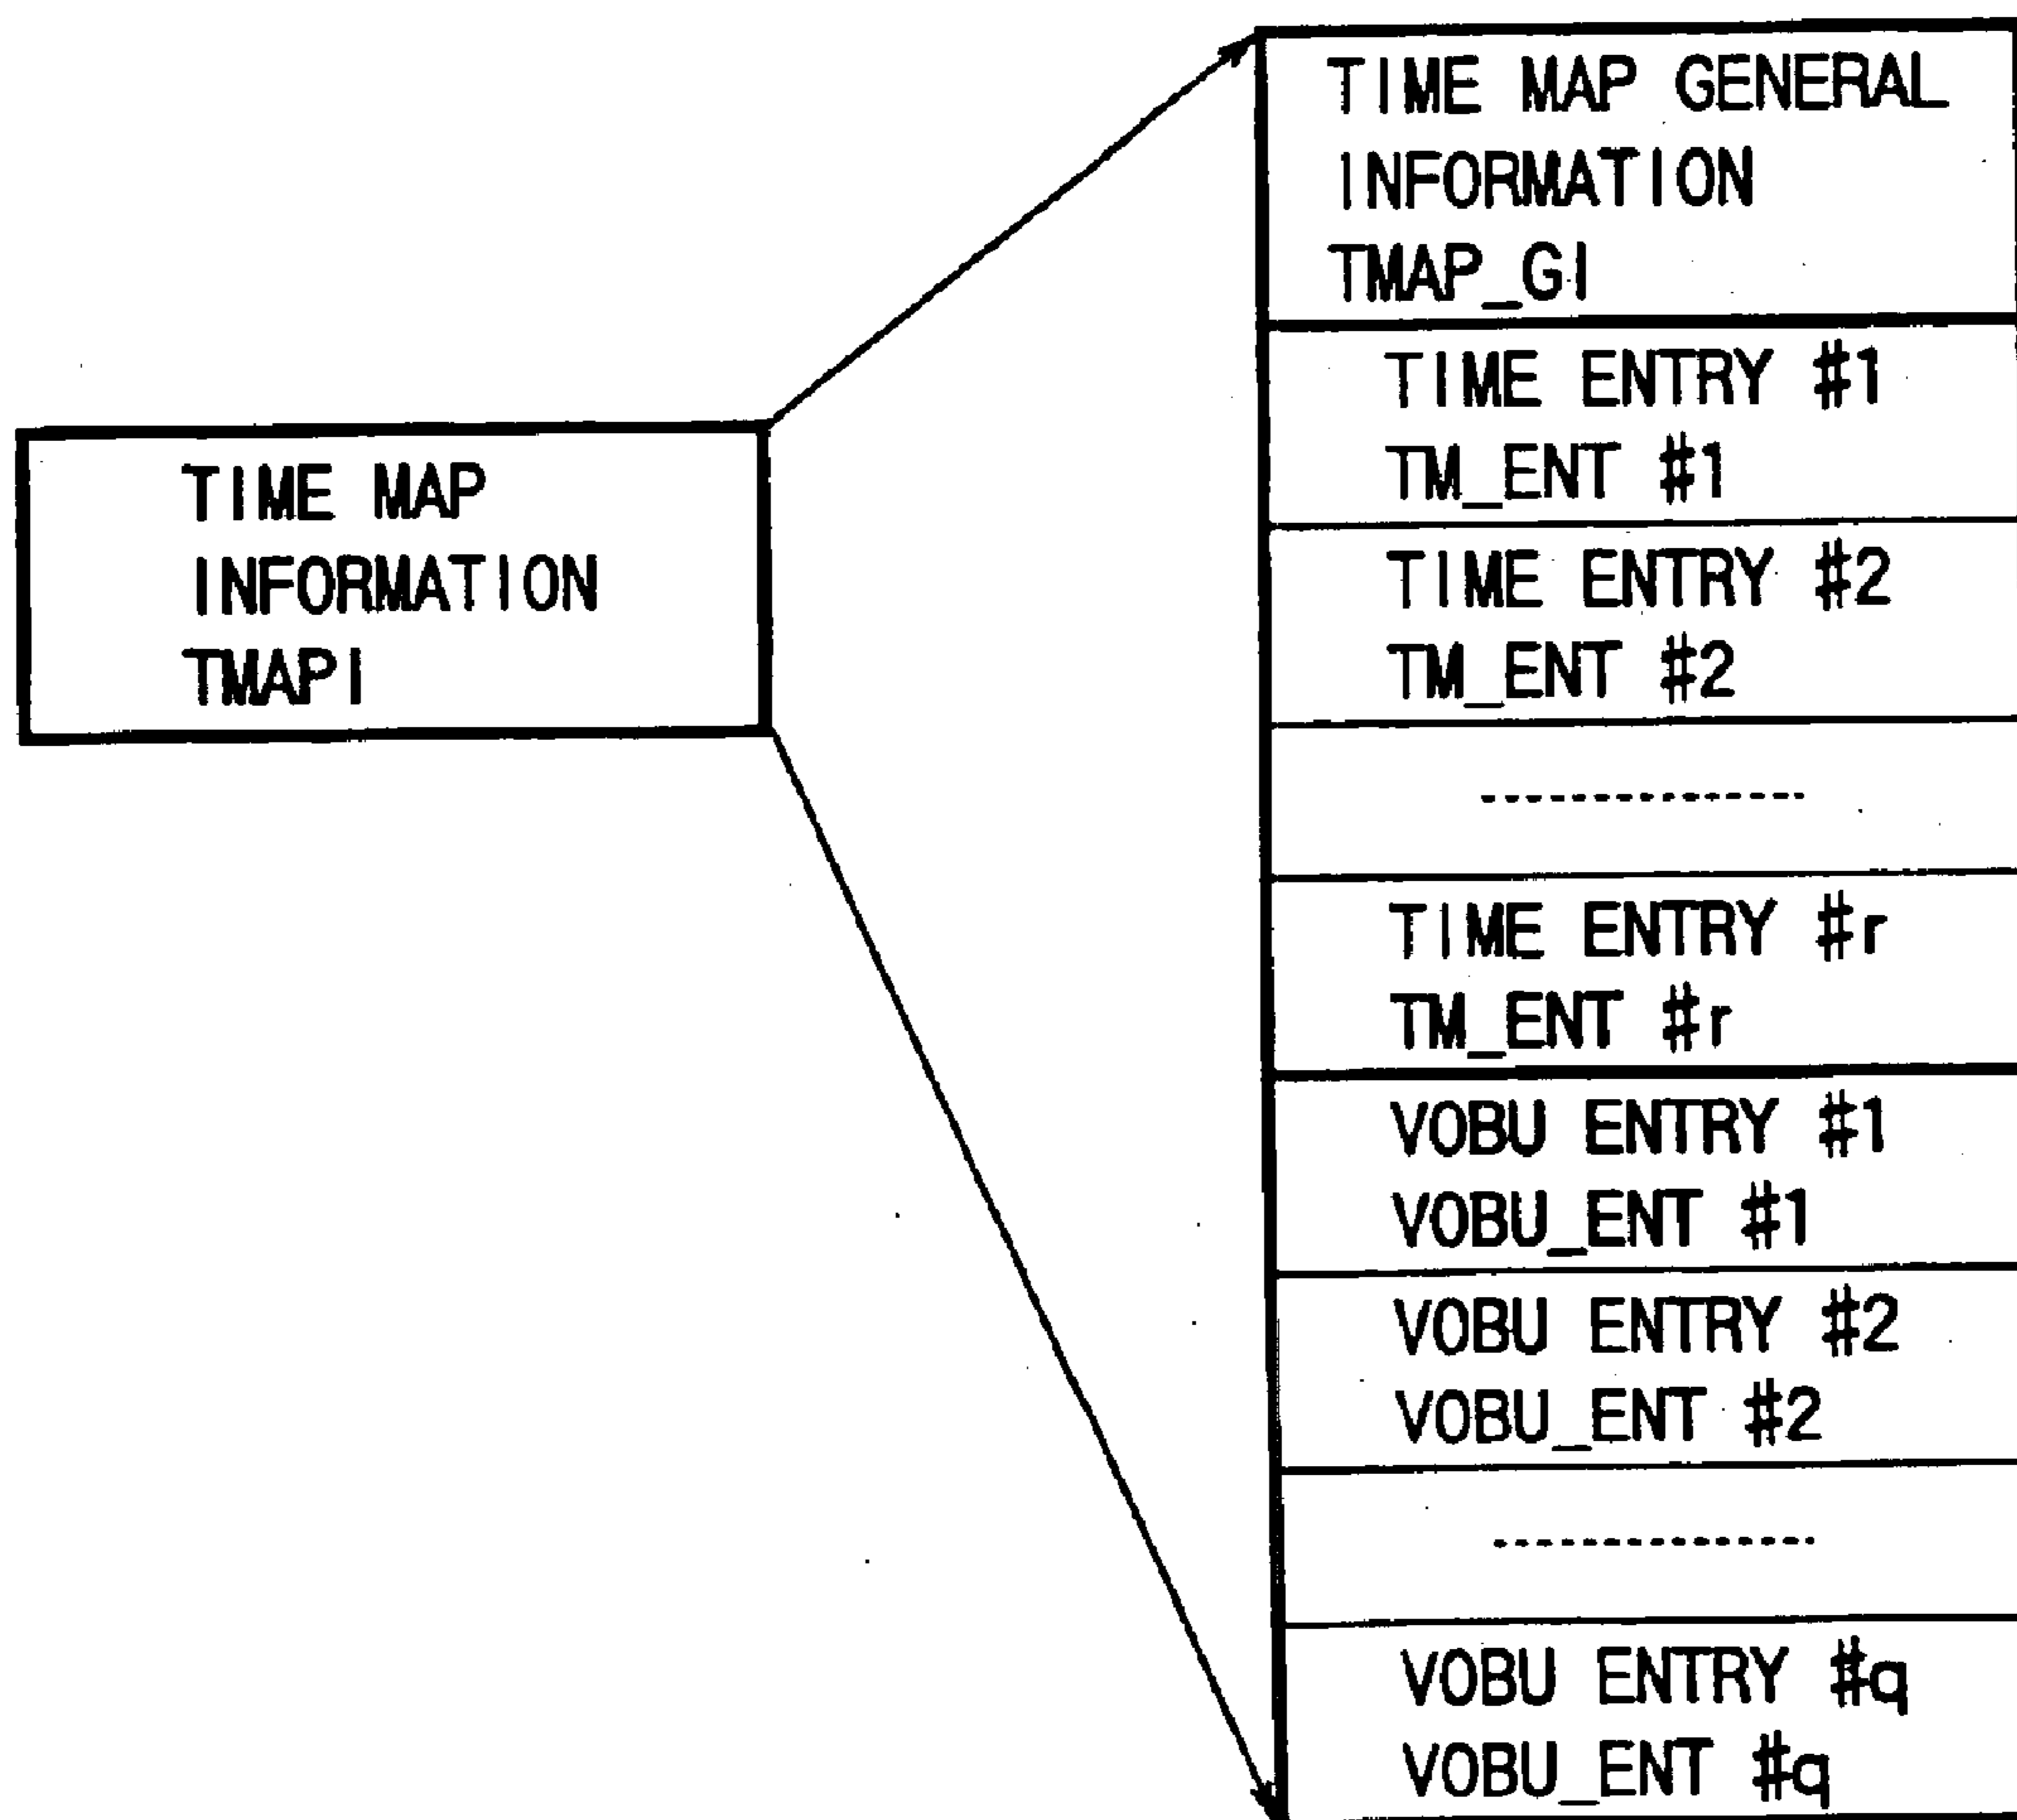 TIME MAP
INFORMATION
TMAPI
TIME MAP GENERAL
INFORMATION
TMAP_GI
TIME ENTRY #1
TM_ENT #1
TIME ENTRY #2
TM_ENT #2
TIME ENTRY #r
TM_ENT #r
VOBU ENTRY #1
VOBU_ENT #1
VOBU ENTRY #2
VOBU_ENT #2
VOBU ENTRY #q
VOBU_ENT #q